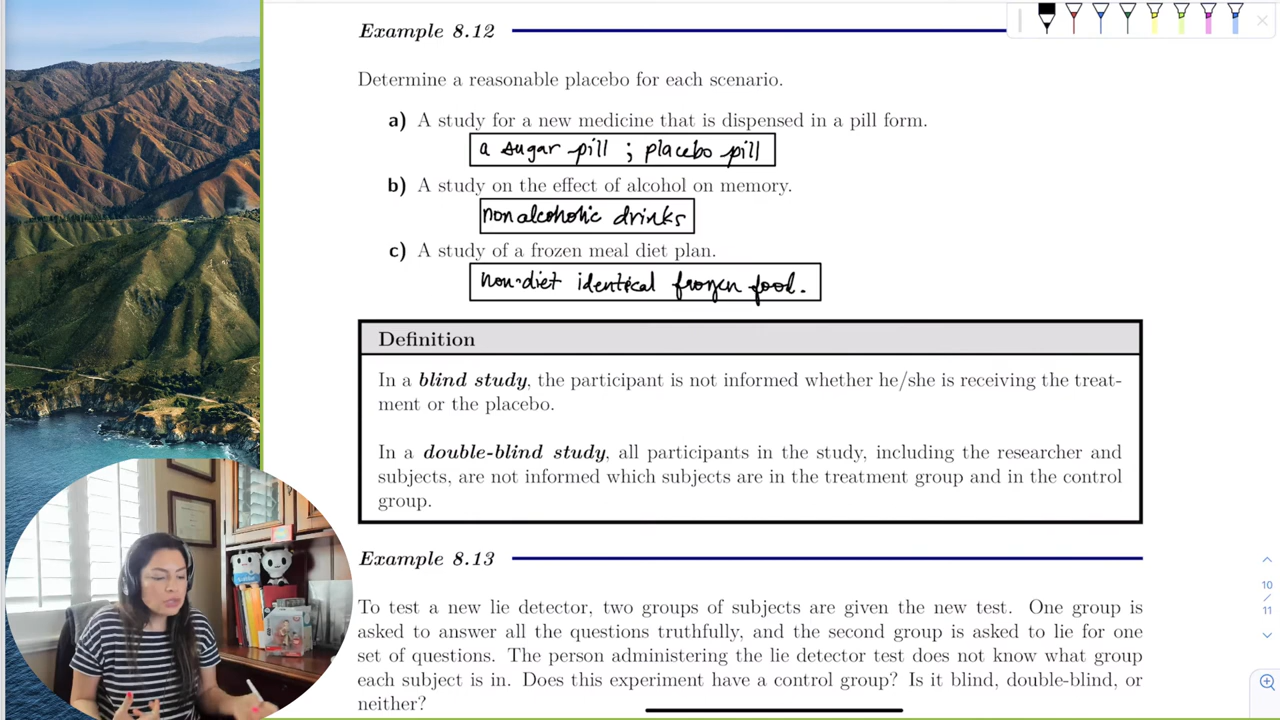 Example 8.12
Determine a reasonable placebo for each scenario.
a) A study for a new medicine that is dispensed in a pill form.
a sugar pill ; placebo pill
b) A study on the effect of alcohol on memory.
nonalcoholic drinks
c) A study of a frozen meal diet plan.
non-diet identical frozen food.
Definition
In a blind study, the participant is not informed whether he/she is receiving the treat-
ment or the placebo.
In a double-blind study, all participants in the study, including the researcher and
subjects, are not informed which subjects are in the treatment group and in the control
group.
Example 8.13
To test a new lie detector, two groups of subjects are given the new test. One group is
asked to answer all the questions truthfully, and the second group is asked to lie for one
set of questions. The person administering the lie detector test does not know what group
each subject is in. Does this experiment have a control group? Is it blind, double-blind, or
neither?
10
/
11